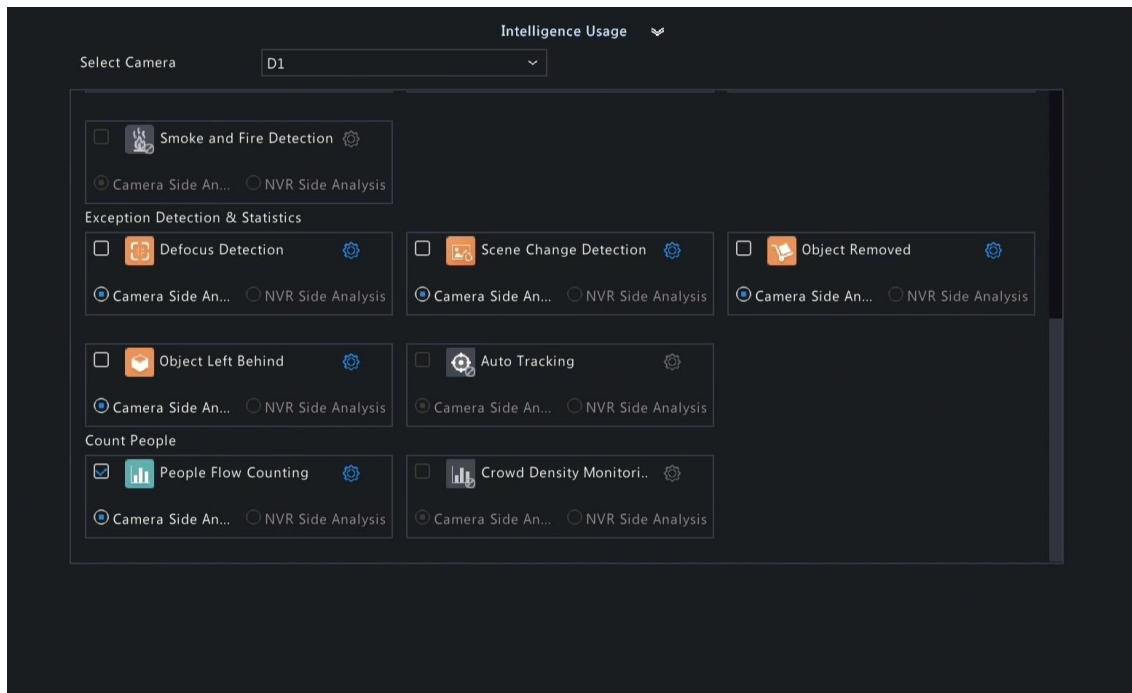 Intelligence Usage
Select Camera D1
Smoke and Fire Detection
Camera Side An... NVR Side Analysis
Exception Detection & Statistics
Defocus Detection Scene Change Detection Object Removed
Camera Side An... NVR Side Analysis Camera Side An... NVR Side Analysis Camera Side An... NVR Side Analysis
Object Left Behind Auto Tracking
Camera Side An... NVR Side Analysis Camera Side An... NVR Side Analysis
Count People
People Flow Counting Crowd Density Monitori..
Camera Side An... NVR Side Analysis Camera Side An... NVR Side Analysis